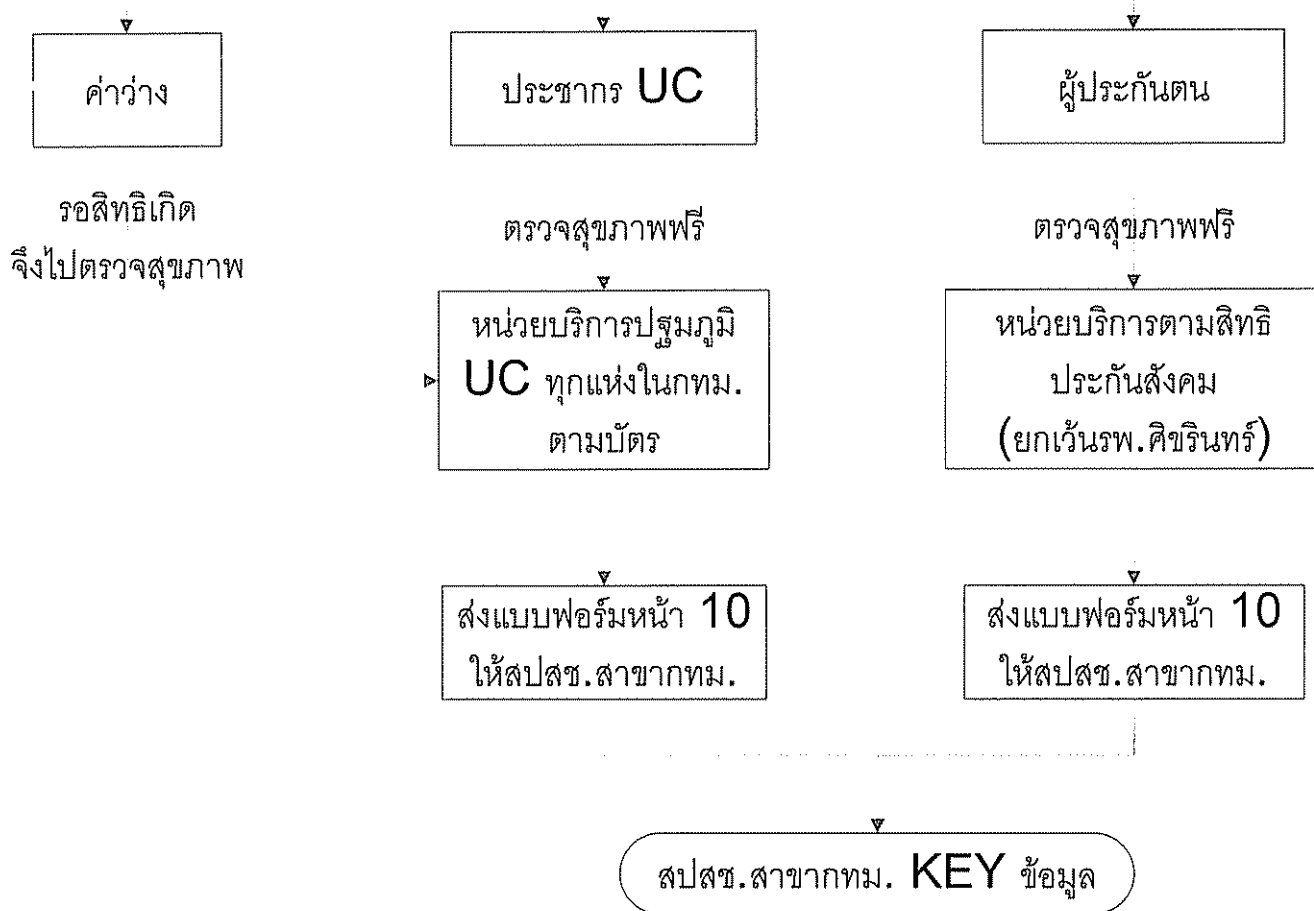 ค่าว่าง
ประชากร UC
ผู้ประกันตน
รอสิทธิเกิด
จึงไปตรวจสุขภาพ
ตรวจสุขภาพฟรี
ตรวจสุขภาพฟรี
หน่วยบริการปฐมภูมิ
UC ทุกแห่งในกทม.
ตามบัตร
หน่วยบริการตามสิทธิ
ประกันสังคม
(ยกเว้นรพ.ศิขรินทร์)
ส่งแบบฟอร์มหน้า 10
ให้สปสช.สาขากทม.
ส่งแบบฟอร์มหน้า 10
ให้สปสช.สาขากทม.
สปสช.สาขากทม. KEY ข้อมูล